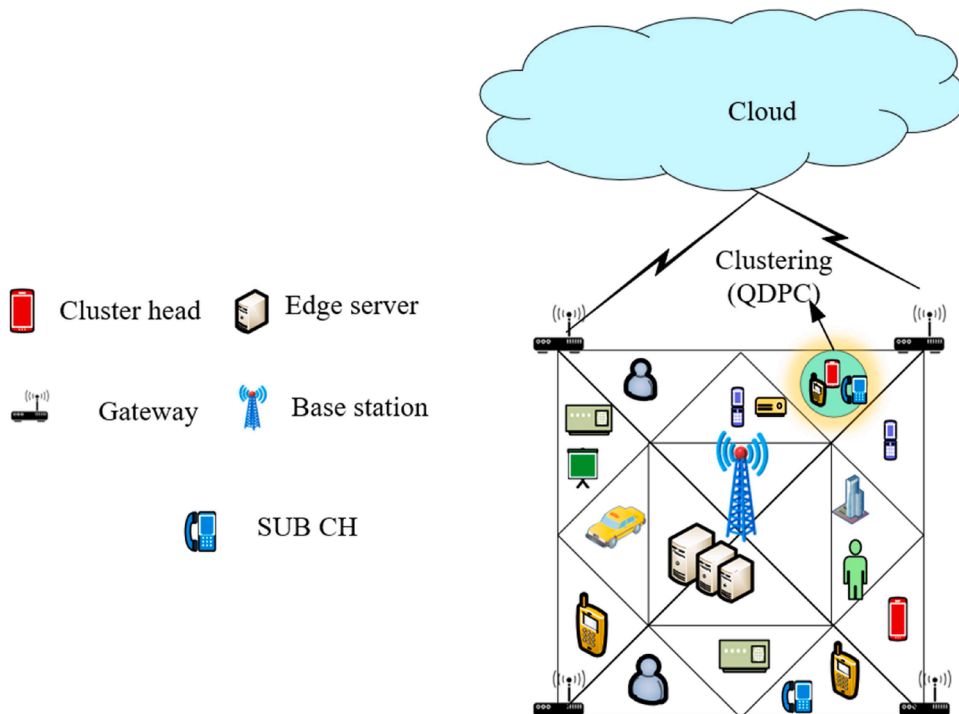 Cloud
Clustering
(QDPC)
Cluster head
Edge server
Gateway
Base station
SUB CH